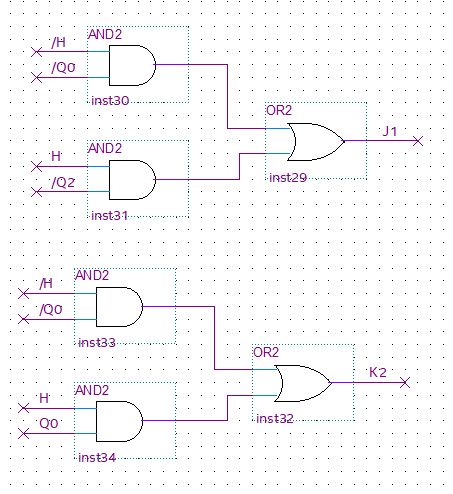 AND2
/H
/Q0
inst30
OR2
J1
AND2
H
/Q2
inst31
inst29
AND2
/H
/Q0
inst33
OR2
K2
AND2
H
Q0
inst32
inst34